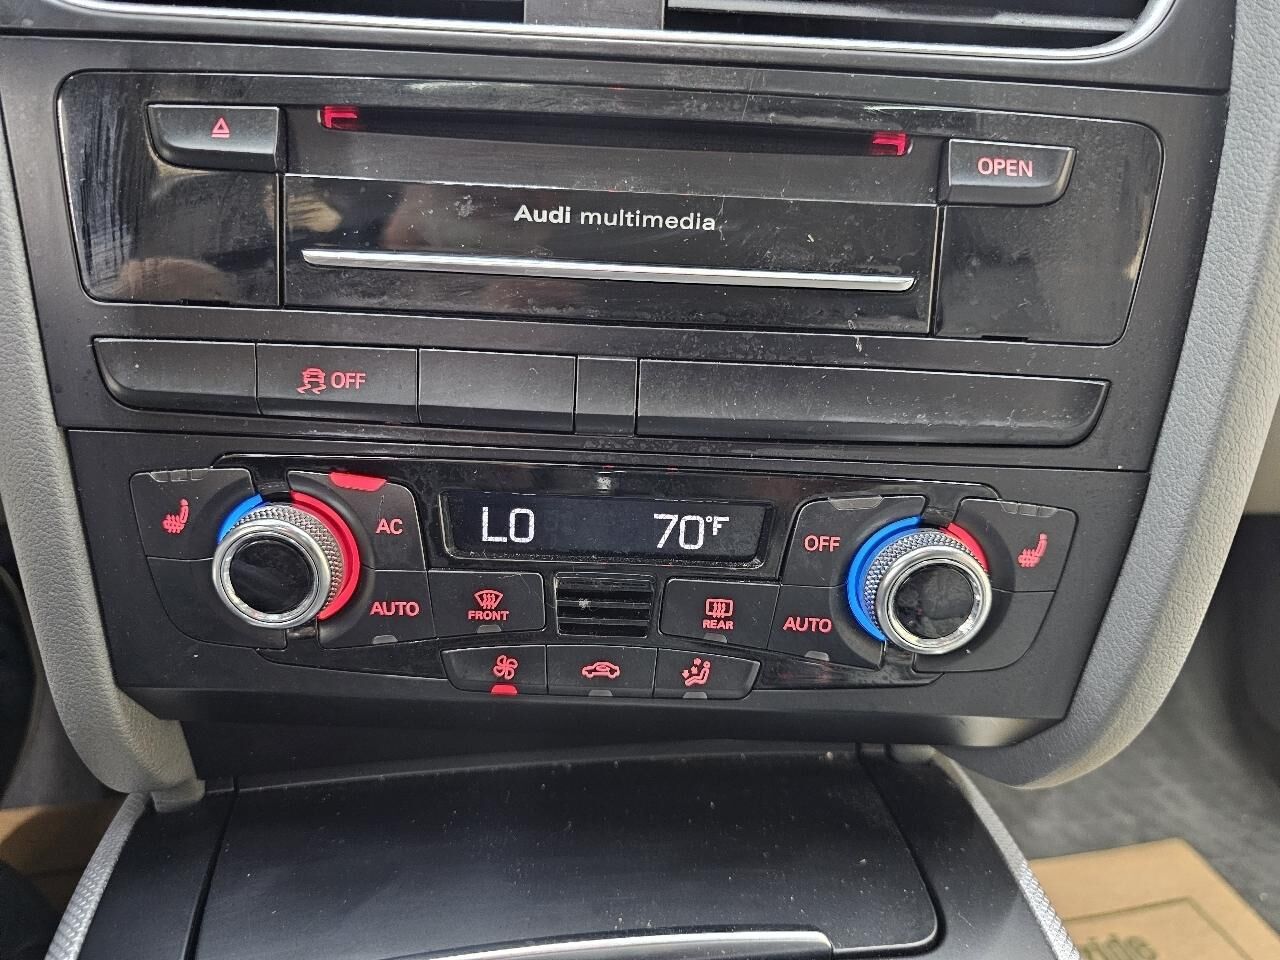 OPEN
Audi multimedia
OFF
LO
70°F
AC
OFF
AUTO
FRONT
REAR
AUTO